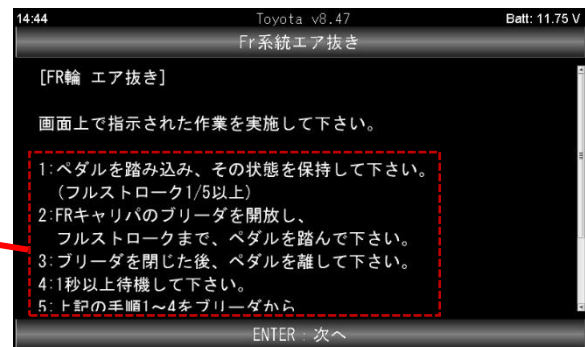 14:44 Toyota v8.47 Batt: 11.75 V
Fr系統エア抜き
[FR輪 エア抜き]
画面上で指示された作業を実施して下さい。
1:ペダルを踏み込み、その状態を保持して下さい。
(フルストローク1/5以上)
2:FRキャリパのブリーダを開放し、
フルストロークまで、ペダルを踏んで下さい。
3:ブリーダを閉じた後、ペダルを離して下さい。
4:1秒以上待機して下さい。
5:上記の手順1~4をブリーダから
ENTER : 次へ